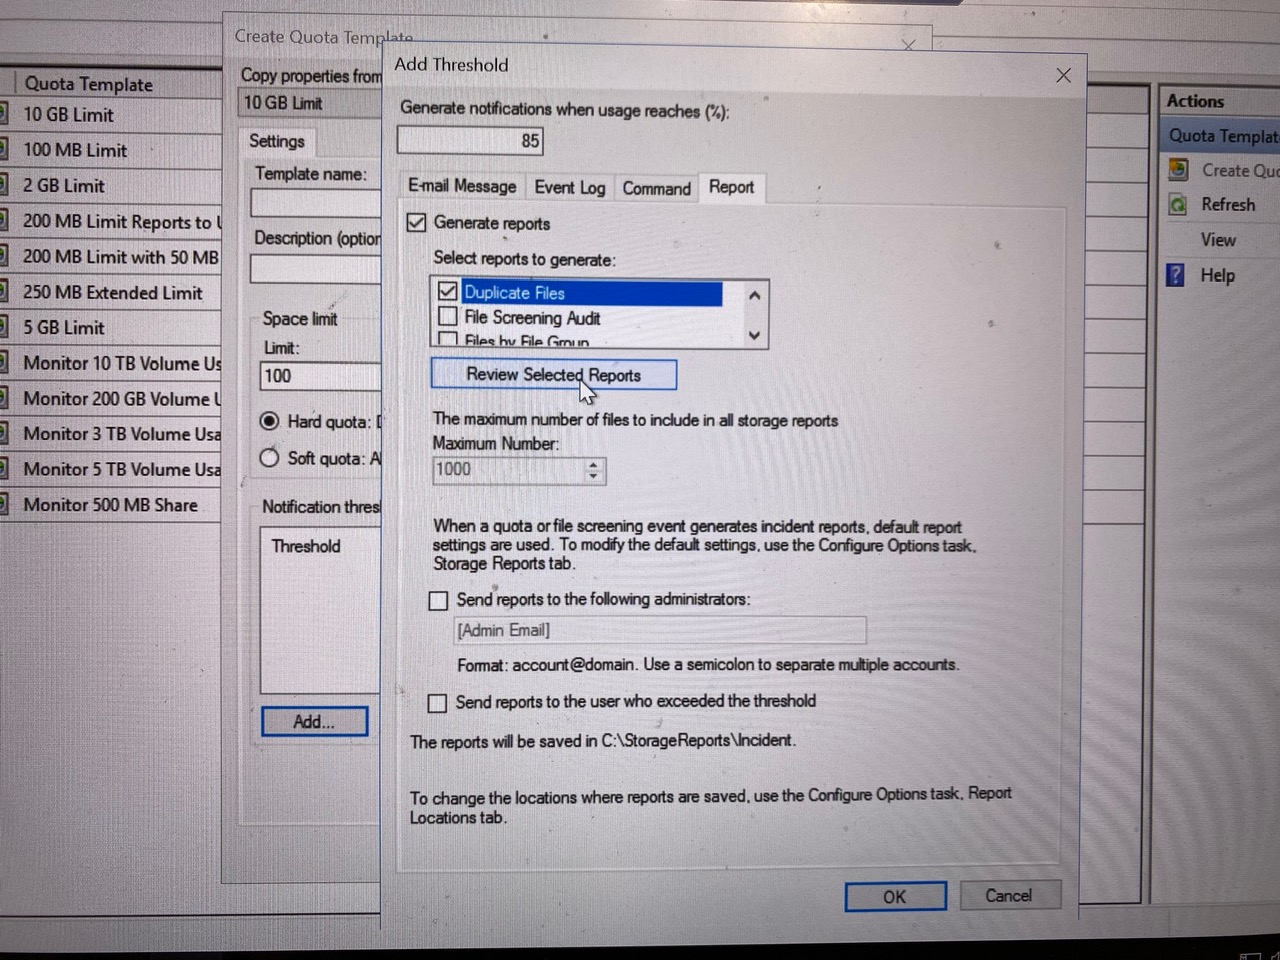 Create Quota Template
Copy properties from
10 GB Limit
Settings
Template name:
Description (option
Space limit
Limit:
100
Hard quota:
Soft quota: A
Notification thres
Threshold
Add...
Quota Template
10 GB Limit
100 MB Limit
2 GB Limit
200 MB Limit Reports to
200 MB Limit with 50 MB
250 MB Extended Limit
5 GB Limit
Monitor 10 TB Volume Us
Monitor 200 GB Volume
Monitor 3 TB Volume Usa
Monitor 5 TB Volume Usa
Monitor 500 MB Share
Add Threshold
Generate notifications when usage reaches (%):
85
E-mail Message Event Log Command Report
Generate reports
Select reports to generate:
Duplicate Files
File Screening Audit
Files by File Group
Review Selected Reports
The maximum number of files to include in all storage reports
Maximum Number:
1000
When a quota or file screening event generates incident reports, default report
settings are used. To modify the default settings, use the Configure Options task,
Storage Reports tab.
Send reports to the following administrators:
[Admin Email]
Format: account@domain. Use a semicolon to separate multiple accounts.
Send reports to the user who exceeded the threshold
The reports will be saved in C:\StorageReports\Incident.
To change the locations where reports are saved, use the Configure Options task, Report
Locations tab.
OK Cancel
Actions
Quota Templat
Create Quo
Refresh
View
Help